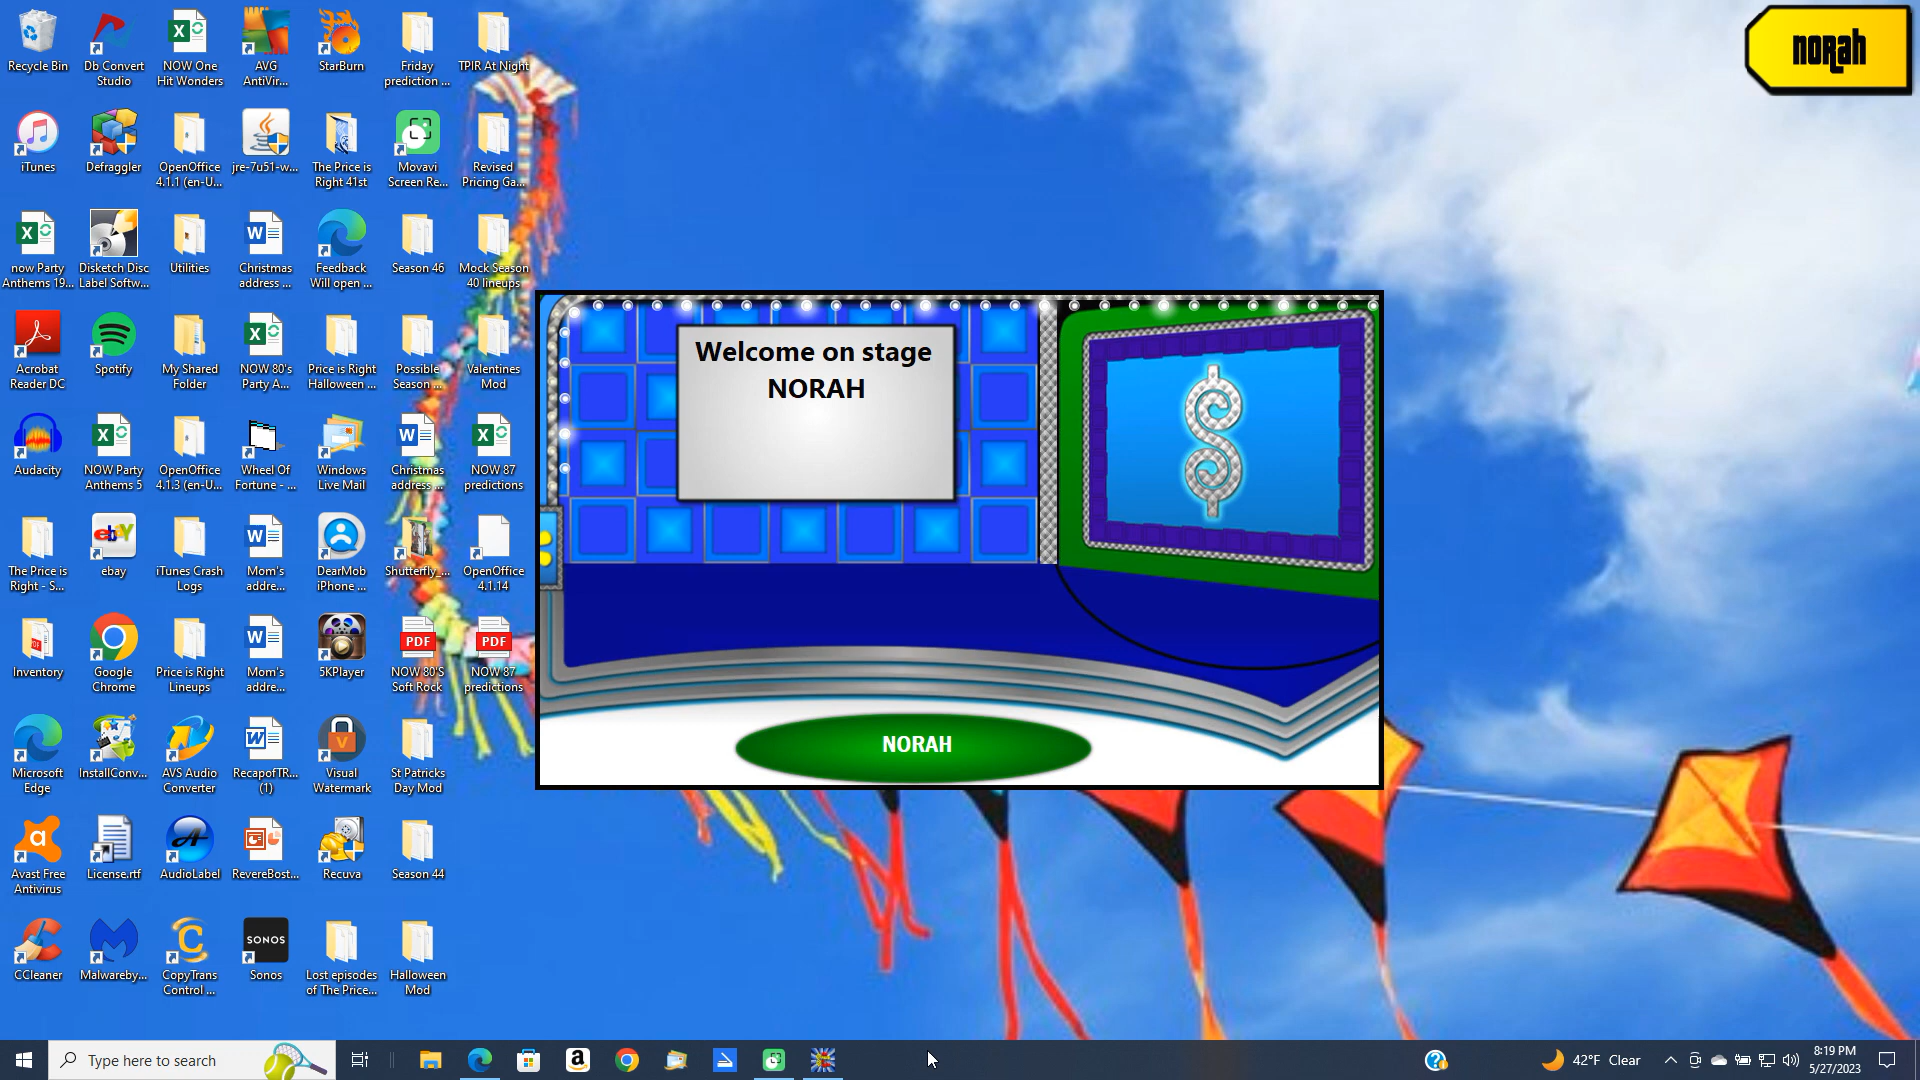 Recycle Bin
Db Convert
Studio
NOW One
Hit Wonders
AVG
AntiVir...
StarBurn
Friday
prediction ...
TPIR At Night
norah
iTunes
Defraggler
OpenOffice
4.1.1 (en-U...
jre-7u51-w...
The Price is
Right 41st
Movavi
Screen Re...
Revised
Pricing Ga...
now Party
Anthems 19...
Disketch Disc
Label Softw...
Utilities
Christmas
address ...
Feedback
Will open ...
Season 46
Mock Season
40 lineups
Acrobat
Reader DC
Spotify
My Shared
Folder
NOW 80's
Party A...
Price is Right
Halloween ...
Possible
Season ...
Valentines
Mod
Welcome on stage
NORAH
Audacity
NOW Party
Anthems 5
OpenOffice
4.1.3 (en-U...
Wheel Of
Fortune - ...
Windows
Live Mail
Christmas
address ...
NOW 87
predictions
The Price is
Right - S...
ebay
ebay
iTunes Crash
Logs
Mom's
addre...
DearMob
iPhone ...
Shutterfly_...
OpenOffice
4.1.14
Inventory
Google
Chrome
Price is Right
Lineups
Mom's
addre...
5KPlayer
PDF
NOW 80'S
Soft Rock
PDF
NOW 87
predictions
NORAH
Microsoft
Edge
InstallConv...
AVS Audio
Converter
RecapofTR...
(1)
Visual
Watermark
St Patricks
Day Mod
Avast Free
Antivirus
License.rtf
AudioLabel
RevereBost...
Recuva
Season 44
CCleaner
Malwareby...
CopyTrans
Control ...
SONOS
Sonos
Lost episodes
of The Price...
Halloween
Mod
Type here to search
42°F Clear
8:19 PM
5/27/2023